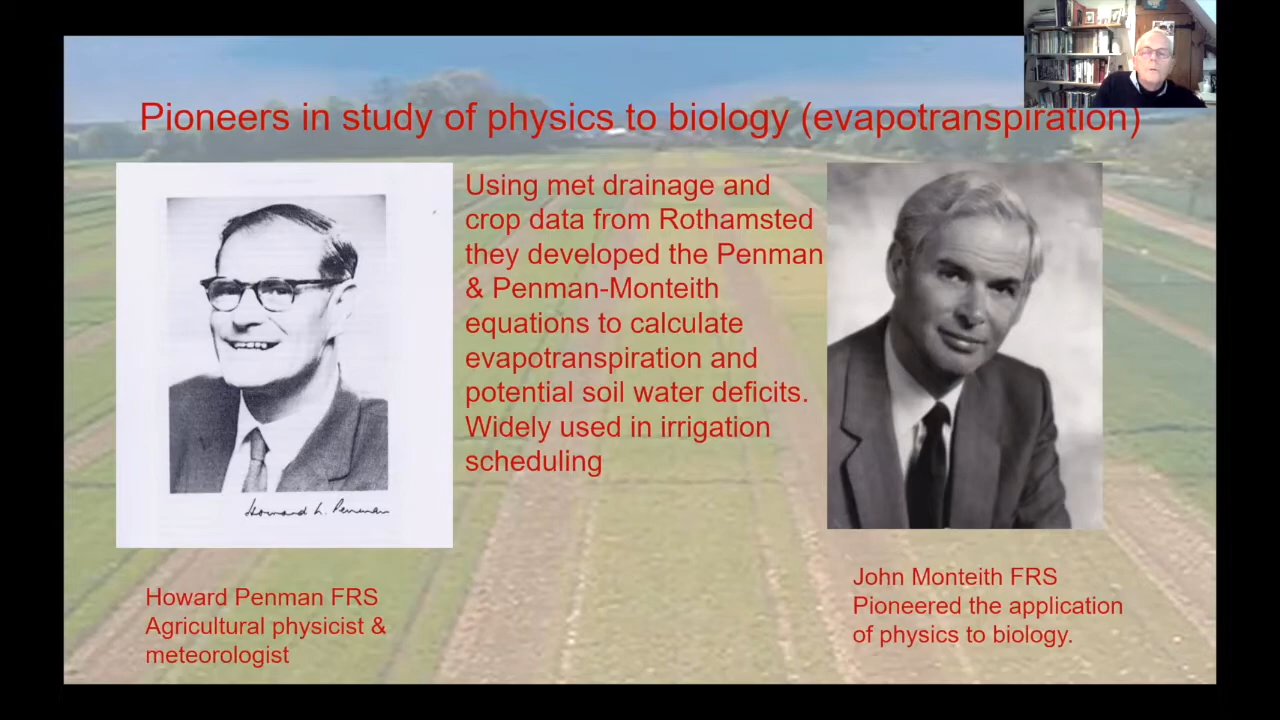 Pioneers in study of physics to biology (evapotranspiration)
Using met drainage and
crop data from Rothamsted
they developed the Penman
& Penman-Monteith
equations to calculate
evapotranspiration and
potential soil water deficits.
Widely used in irrigation
scheduling
Howard L. Penman
Howard Penman FRS
Agricultural physicist &
meteorologist
John Monteith FRS
Pioneered the application
of physics to biology.